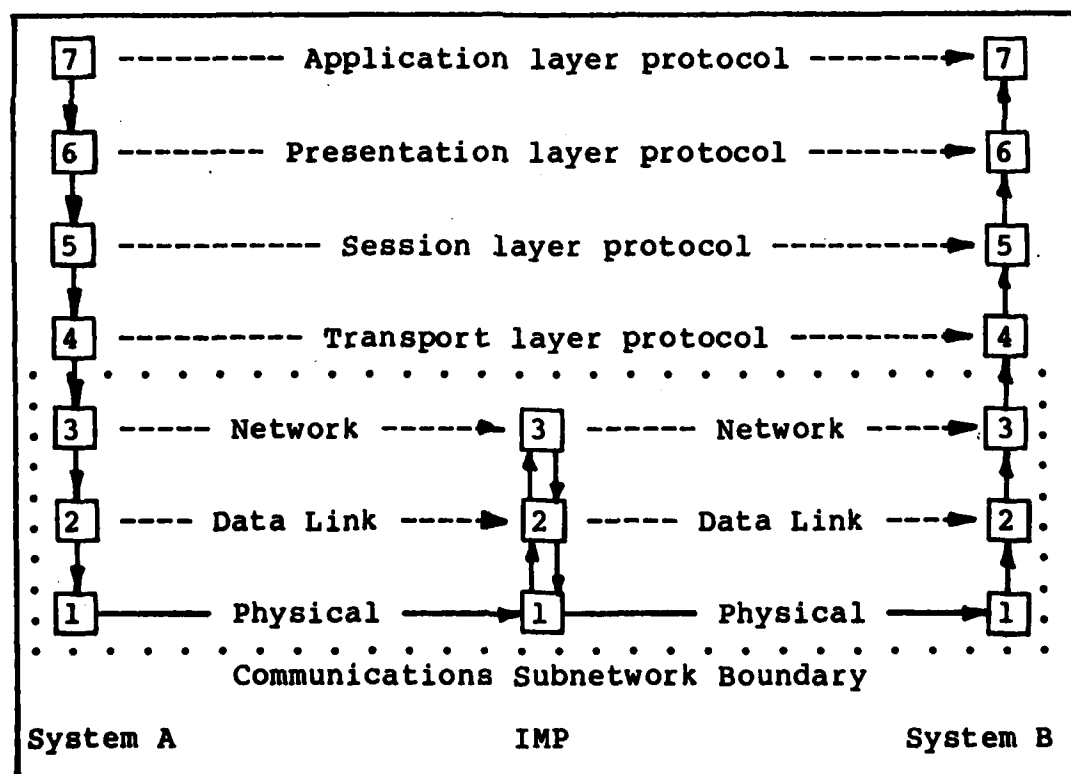 7 --------- Application layer protocol -------> 7
6 --------- Presentation layer protocol -------> 6
5 ---------- Session layer protocol --------> 5
4 ---------- Transport layer protocol -------> 4
3 ---- Network ----> 3 ----- Network ----> 3
2 ---- Data Link ----> 2 ----- Data Link ----> 2
1 Physical 1 Physical 1
Communications Subnetwork Boundary
System A IMP System B